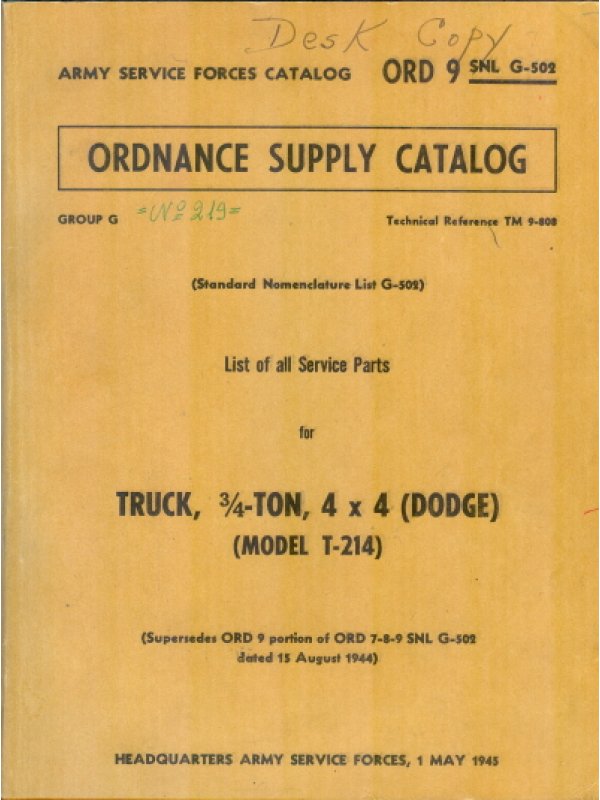 Desk Copy
ARMY SERVICE FORCES CATALOG ORD 9 SNL G-502
ORDNANCE SUPPLY CATALOG
GROUP G =Nº 219= Technical Reference TM 9-808
(Standard Nomenclature List G-502)
List of all Service Parts
for
TRUCK, ¾-TON, 4 x 4 (DODGE)
(MODEL T-214)
(Supersedes ORD 9 portion of ORD 7-8-9 SNL G-502
dated 15 August 1944)
HEADQUARTERS ARMY SERVICE FORCES, 1 MAY 1945